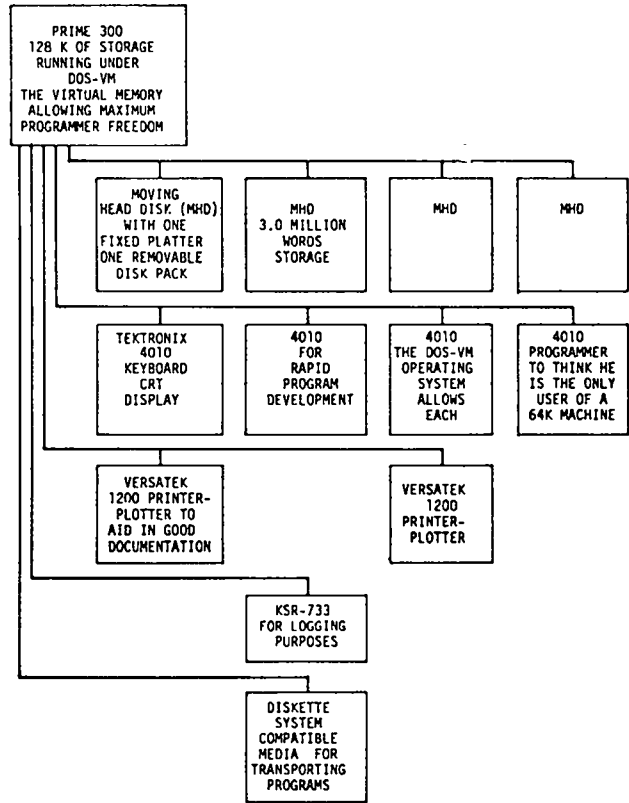 PRIME 300
128 K OF STORAGE
RUNNING UNDER
DOS-VM
THE VIRTUAL MEMORY
ALLOWING MAXIMUM
PROGRAMMER FREEDOM
MOVING
HEAD DISK (MHD)
WITH ONE
FIXED PLATTER
ONE REMOVABLE
DISK PACK
MHD
3.0 MILLION
WORDS
STORAGE
MHD
MHD
TEKTRONIX
4010
KEYBOARD
CRT
DISPLAY
4010
FOR
RAPID
PROGRAM
DEVELOPMENT
4010
THE DOS-VM
OPERATING
SYSTEM
ALLOWS
EACH
4010
PROGRAMMER
TO THINK HE
IS THE ONLY
USER OF A
64K MACHINE
VERSATEK
1200 PRINTER-
PLOTTER TO
AID IN GOOD
DOCUMENTATION
VERSATEK
1200
PRINTER-
PLOTTER
KSR-733
FOR LOGGING
PURPOSES
DISKETTE
SYSTEM
COMPATIBLE
MEDIA FOR
TRANSPORTING
PROGRAMS